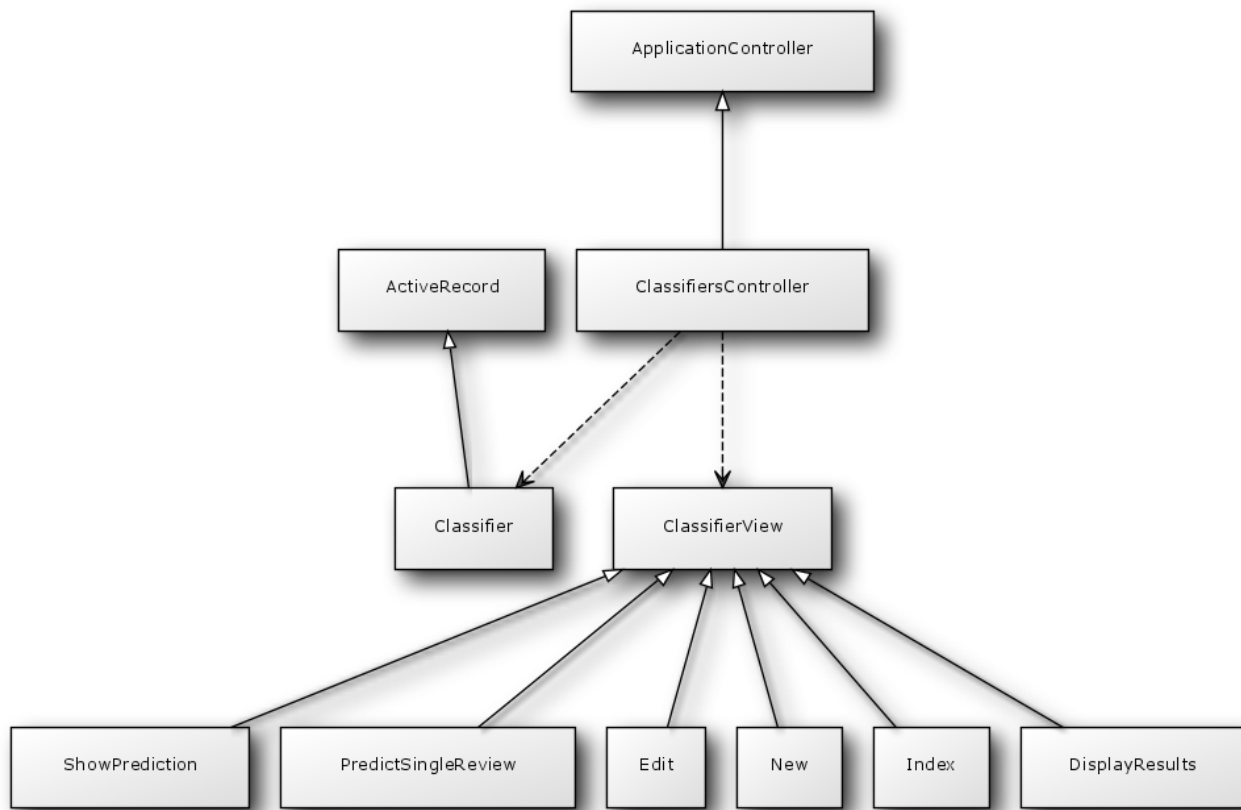 ApplicationController
ActiveRecord
ClassifiersController
Classifier
ClassifierView
ShowPrediction
PredictSingleReview
Edit
New
Index
DisplayResults